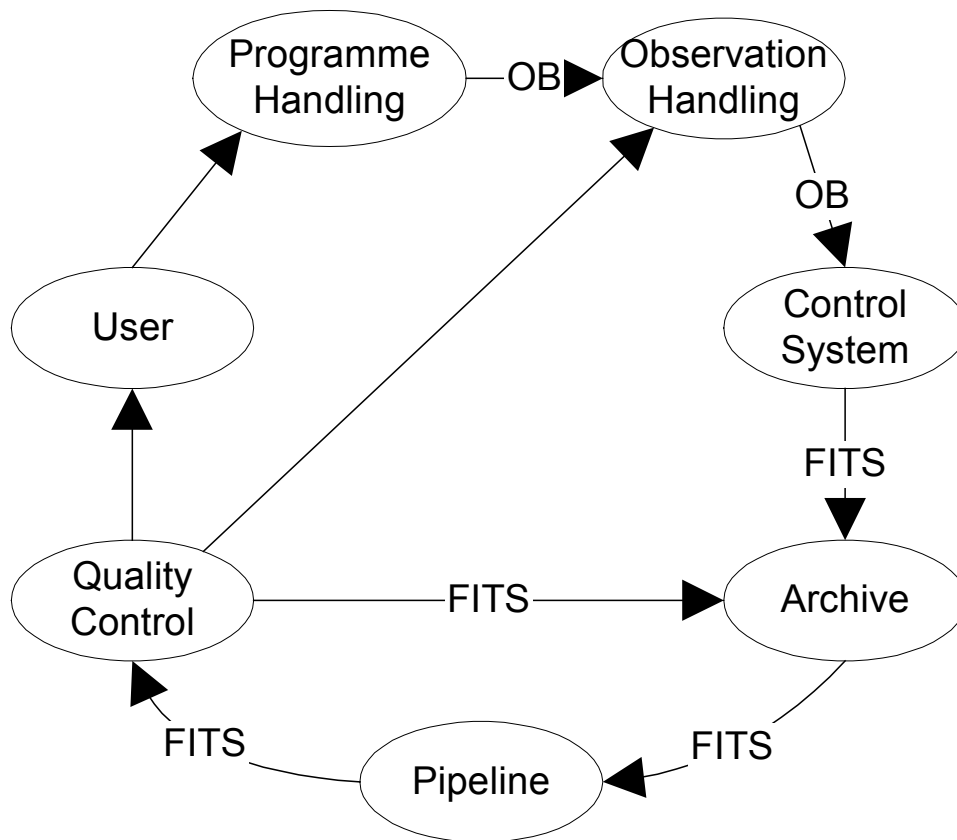 Programme
Handling
OB
Observation
Handling
OB
User
Control
System
FITS
Quality
Control
FITS
Archive
FITS
Pipeline
FITS